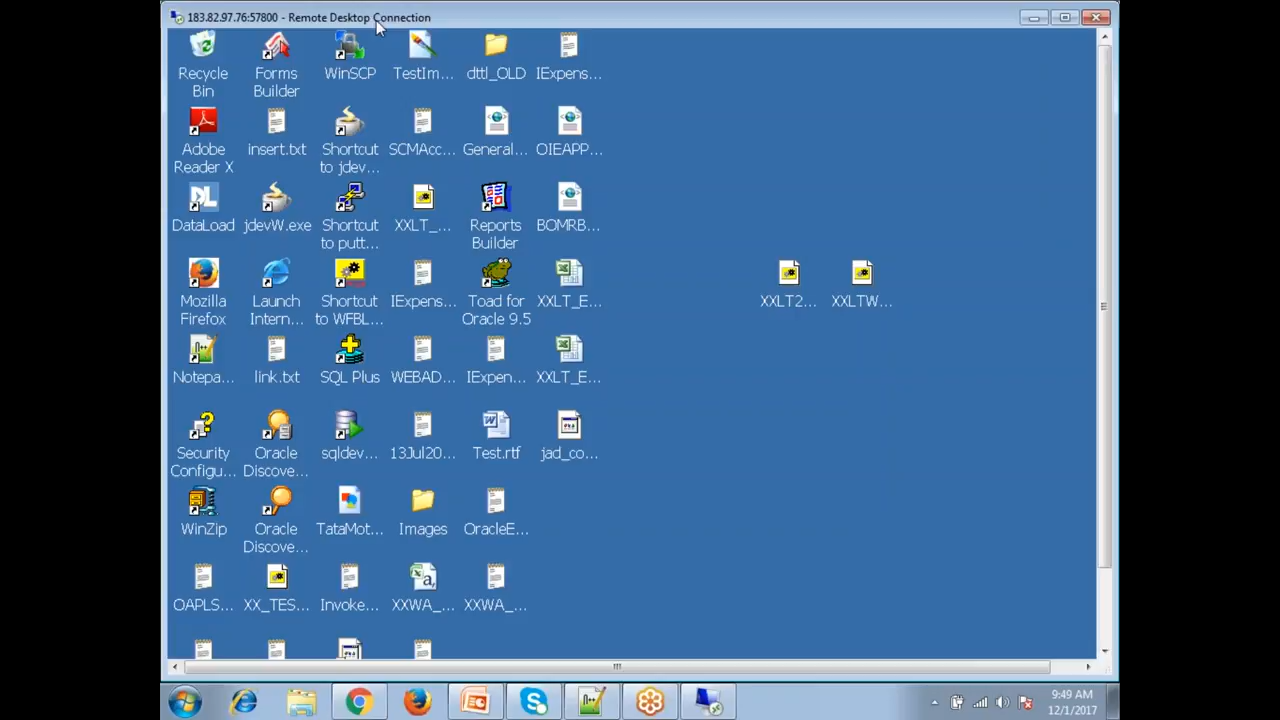 183.82.97.76:57800 - Remote Desktop Connection
Recycle
Bin
Forms
Builder
WinSCP
TestIm...
dttl_OLD
IExpens...
Adobe
Reader X
insert.txt
Shortcut
to jdev...
SCMAcc...
General...
OIEAPP...
DataLoad
jdevW.exe
Shortcut
to putt...
XXLT_...
Reports
Builder
BOMRB...
Mozilla
Firefox
Launch
Intern...
Shortcut
to WFBL...
IExpens...
Toad for
Oracle 9.5
XXLT_E...
XXLT2...
XXLTW...
Notepa...
link.txt
SQL Plus
WEBAD...
IExpen...
XXLT_E...
Security
Configu...
Oracle
Discove...
sqldev...
13Jul20...
Test.rtf
jad_co...
WinZip
Oracle
Discove...
TataMot...
Images
OracleE...
OAPLS...
XX_TES...
Invoke...
XXWA_...
XXWA_...
9:49 AM
12/1/2017